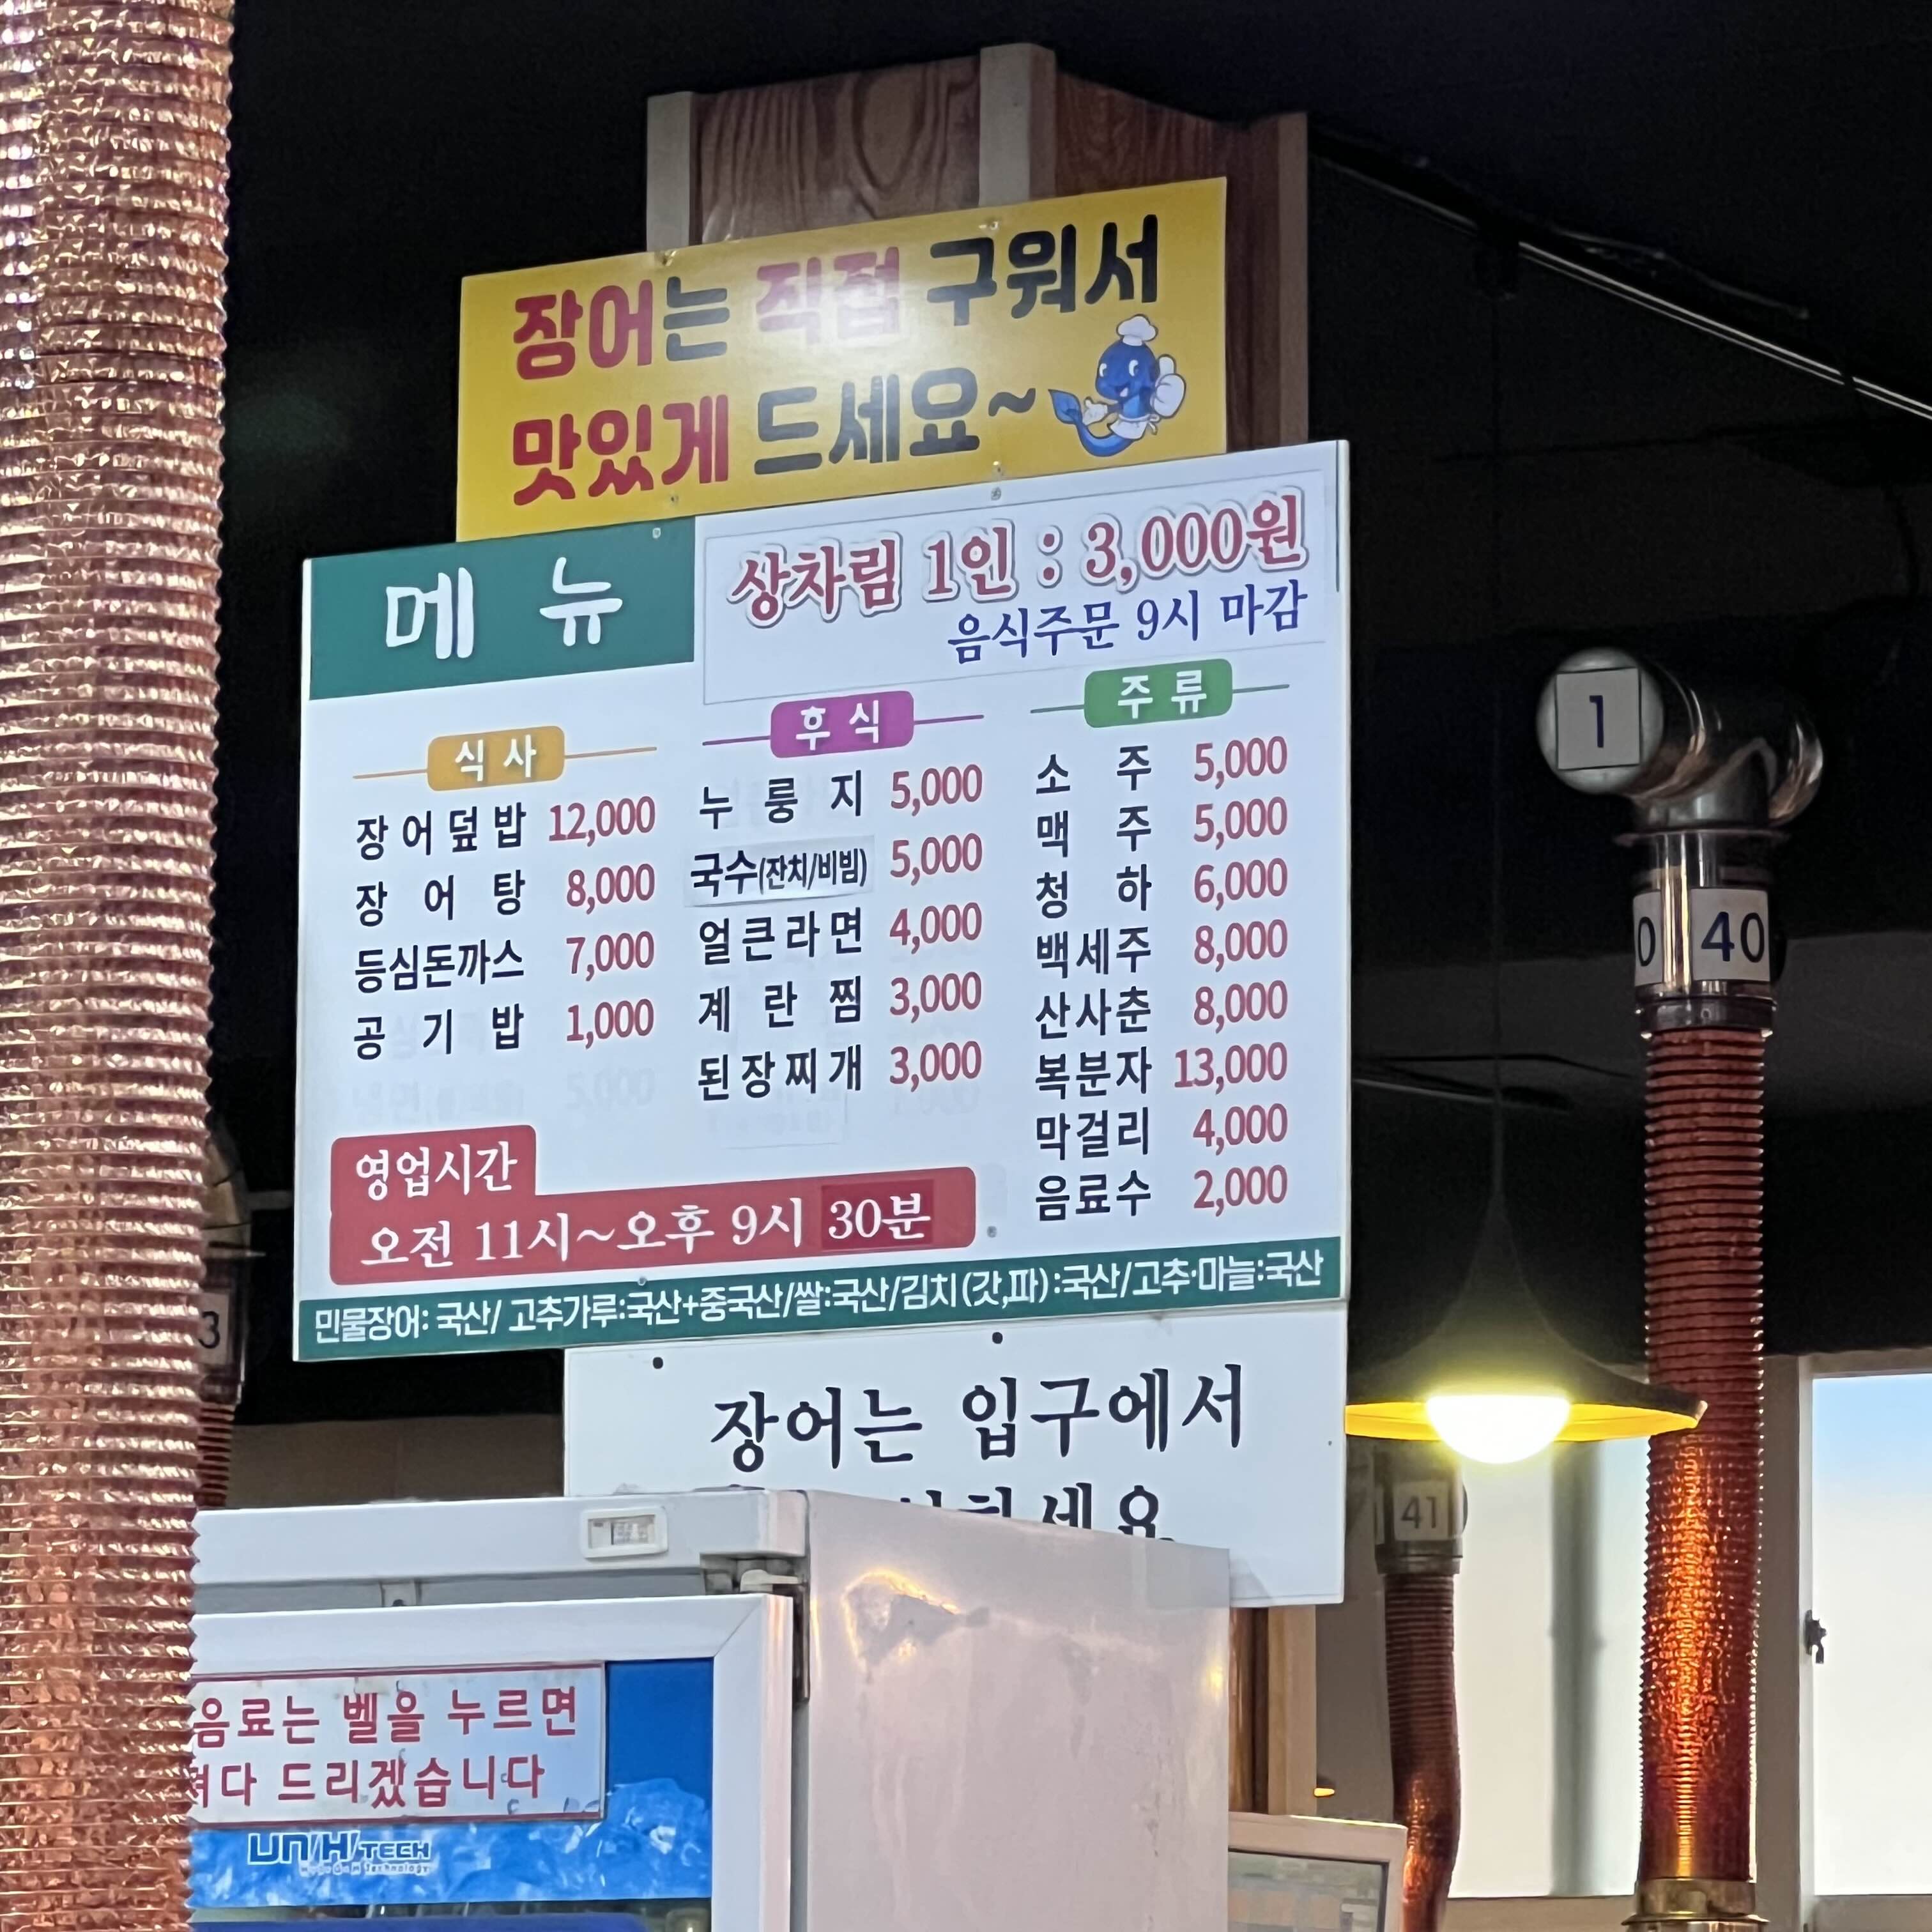 장어는 직접 구워서
맛있게 드세요~
메뉴
상차림 1인 : 3,000원
음식주문 9시 마감
식사
장어덮밥 12,000
장어탕 8,000
등심돈까스 7,000
공기밥 1,000
후식
누룽지 5,000
국수(잔치/비빔) 5,000
얼큰라면 4,000
계란찜 3,000
된장찌개 3,000
주류
소주 5,000
맥주 5,000
청하 6,000
백세주 8,000
산사춘 8,000
복분자 13,000
막걸리 4,000
음료수 2,000
영업시간
오전 11시~오후 9시 30분
민물장어: 국산/ 고추가루:국산+중국산/쌀:국산/김치(갓,파):국산/고추·마늘:국산
장어는 입구에서
음료는 벨을 누르면
드리겠습니다
UN'H'TECH
1
40
41
3